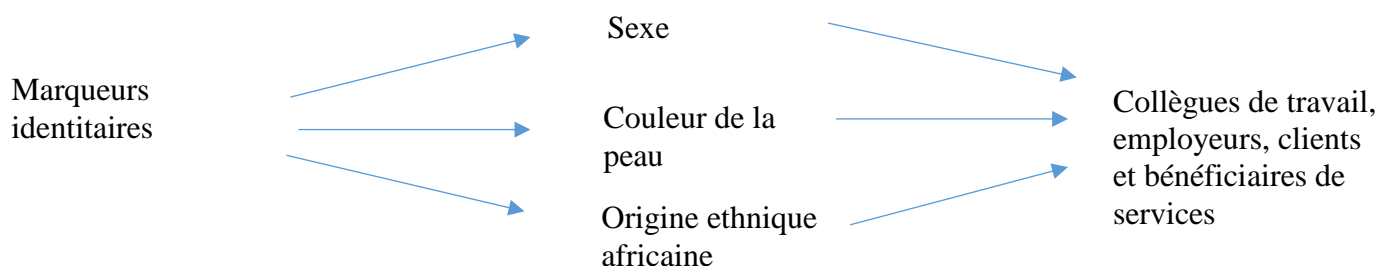 Marqueurs
identitaires
Sexe
Couleur de la
peau
Origine ethnique
africaine
Collègues de travail,
employeurs, clients
et bénéficiaires de
services